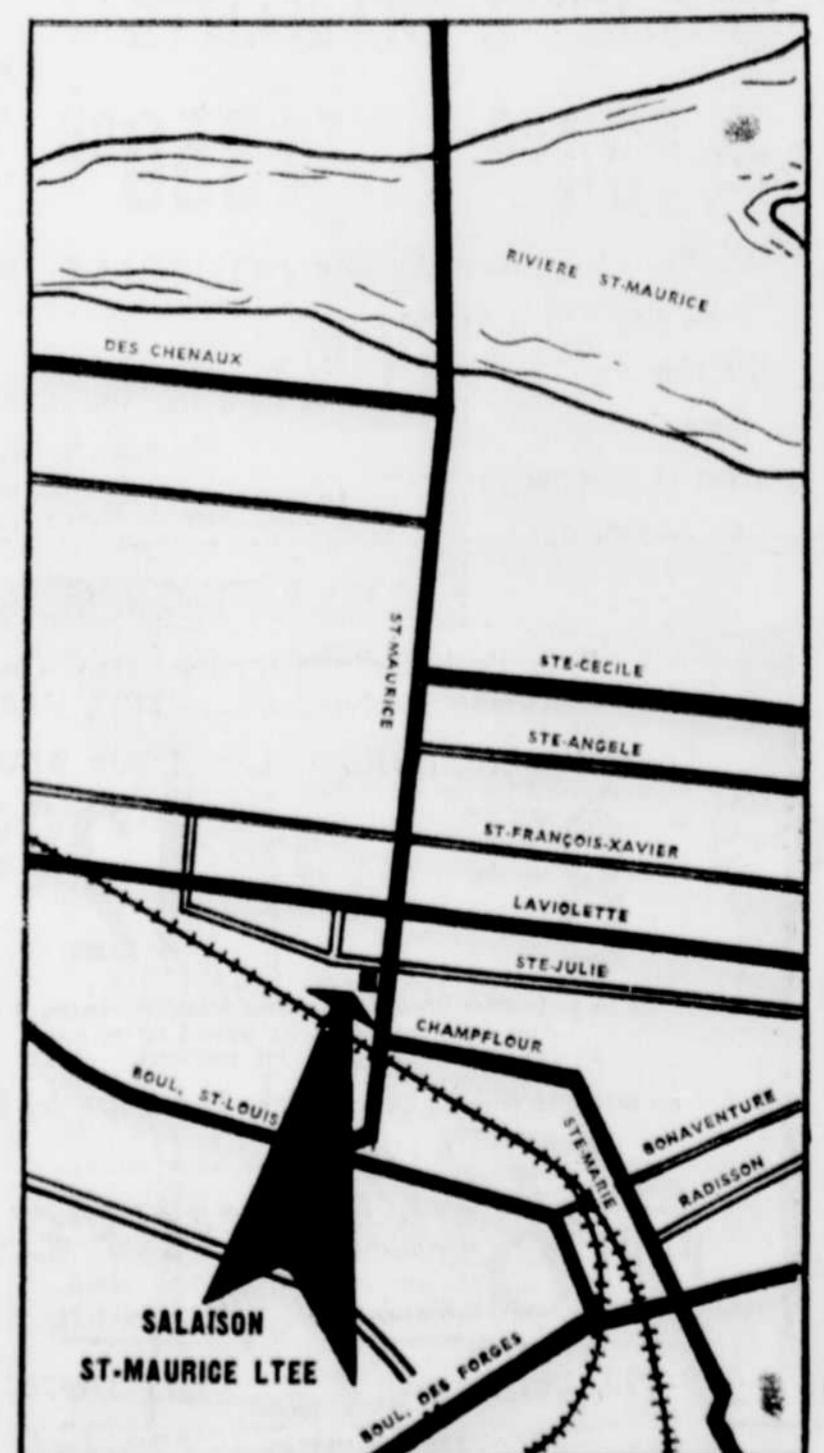 RIVIERE ST-MAURICE
DES CHENAUX
ST-MAURICE
STE-CECILE
STE-ANGELE
ST-FRANÇOIS-XAVIER
LAVIOLETTE
STE-JULIE
CHAMPFLOUR
BOUL. ST-LOUIS
STE-MARIE
BONAVENTURE
RADISSON
SALAISON
ST-MAURICE LTEE
BOUL. DES FORGES